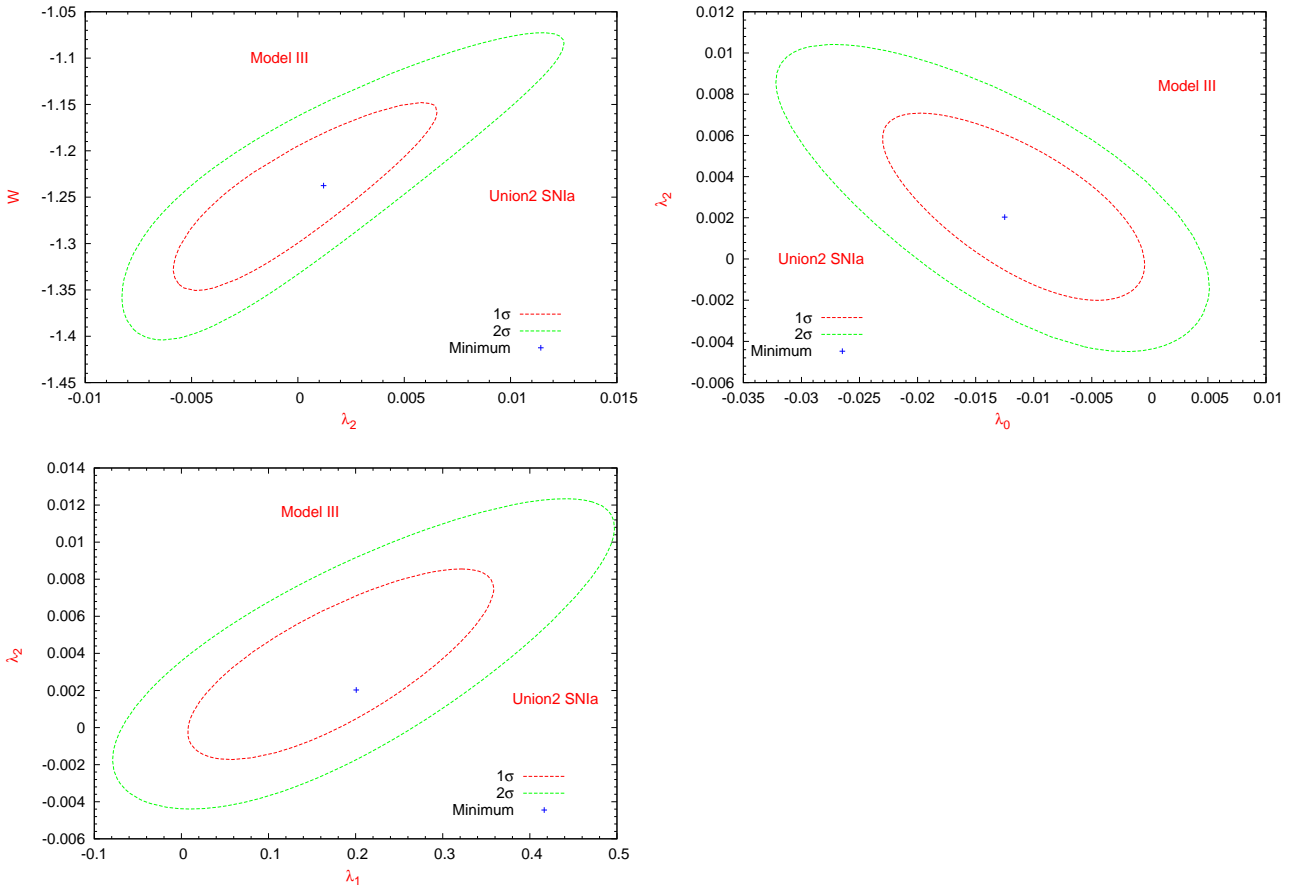 -1.05
-1.1
-1.15
-1.2
-1.25
-1.3
-1.35
-1.4
-1.45
W
Model III
Union2 SNIa
1σ
2σ
Minimum
-0.01 -0.005 0 0.005 0.01 0.015
λ2
0.012
0.01
0.008
0.006
0.004
0.002
0
-0.002
-0.004
-0.006
λ2
Model III
Union2 SNIa
1σ
2σ
Minimum
-0.035 -0.03 -0.025 -0.02 -0.015 -0.01 -0.005 0 0.005 0.01
λ0
0.014
0.012
0.01
0.008
0.006
0.004
0.002
0
-0.002
-0.004
-0.006
λ2
Model III
Union2 SNIa
1σ
2σ
Minimum
-0.1 0 0.1 0.2 0.3 0.4 0.5
λ1